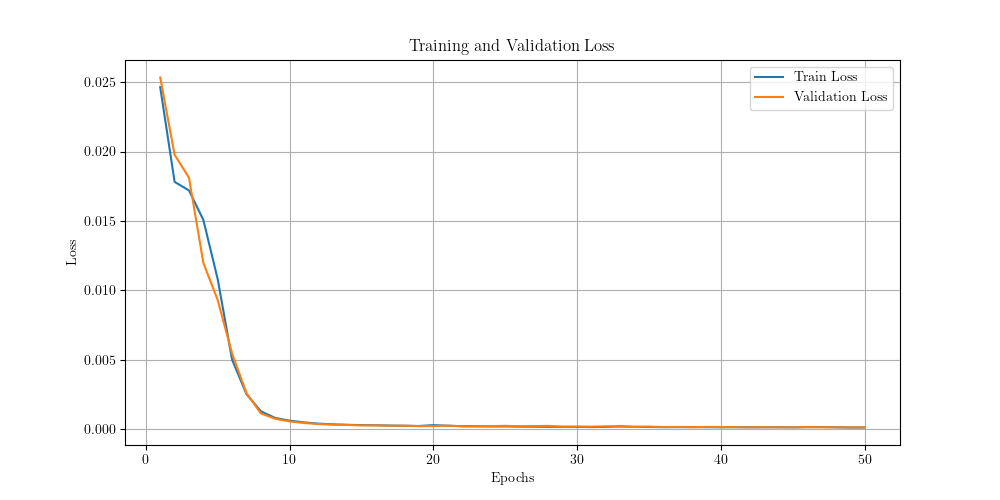 Training and Validation Loss
Train Loss
Validation Loss
0.025
0.020
0.015
0.010
0.005
0.000
Loss
0 10 20 30 40 50
Epochs